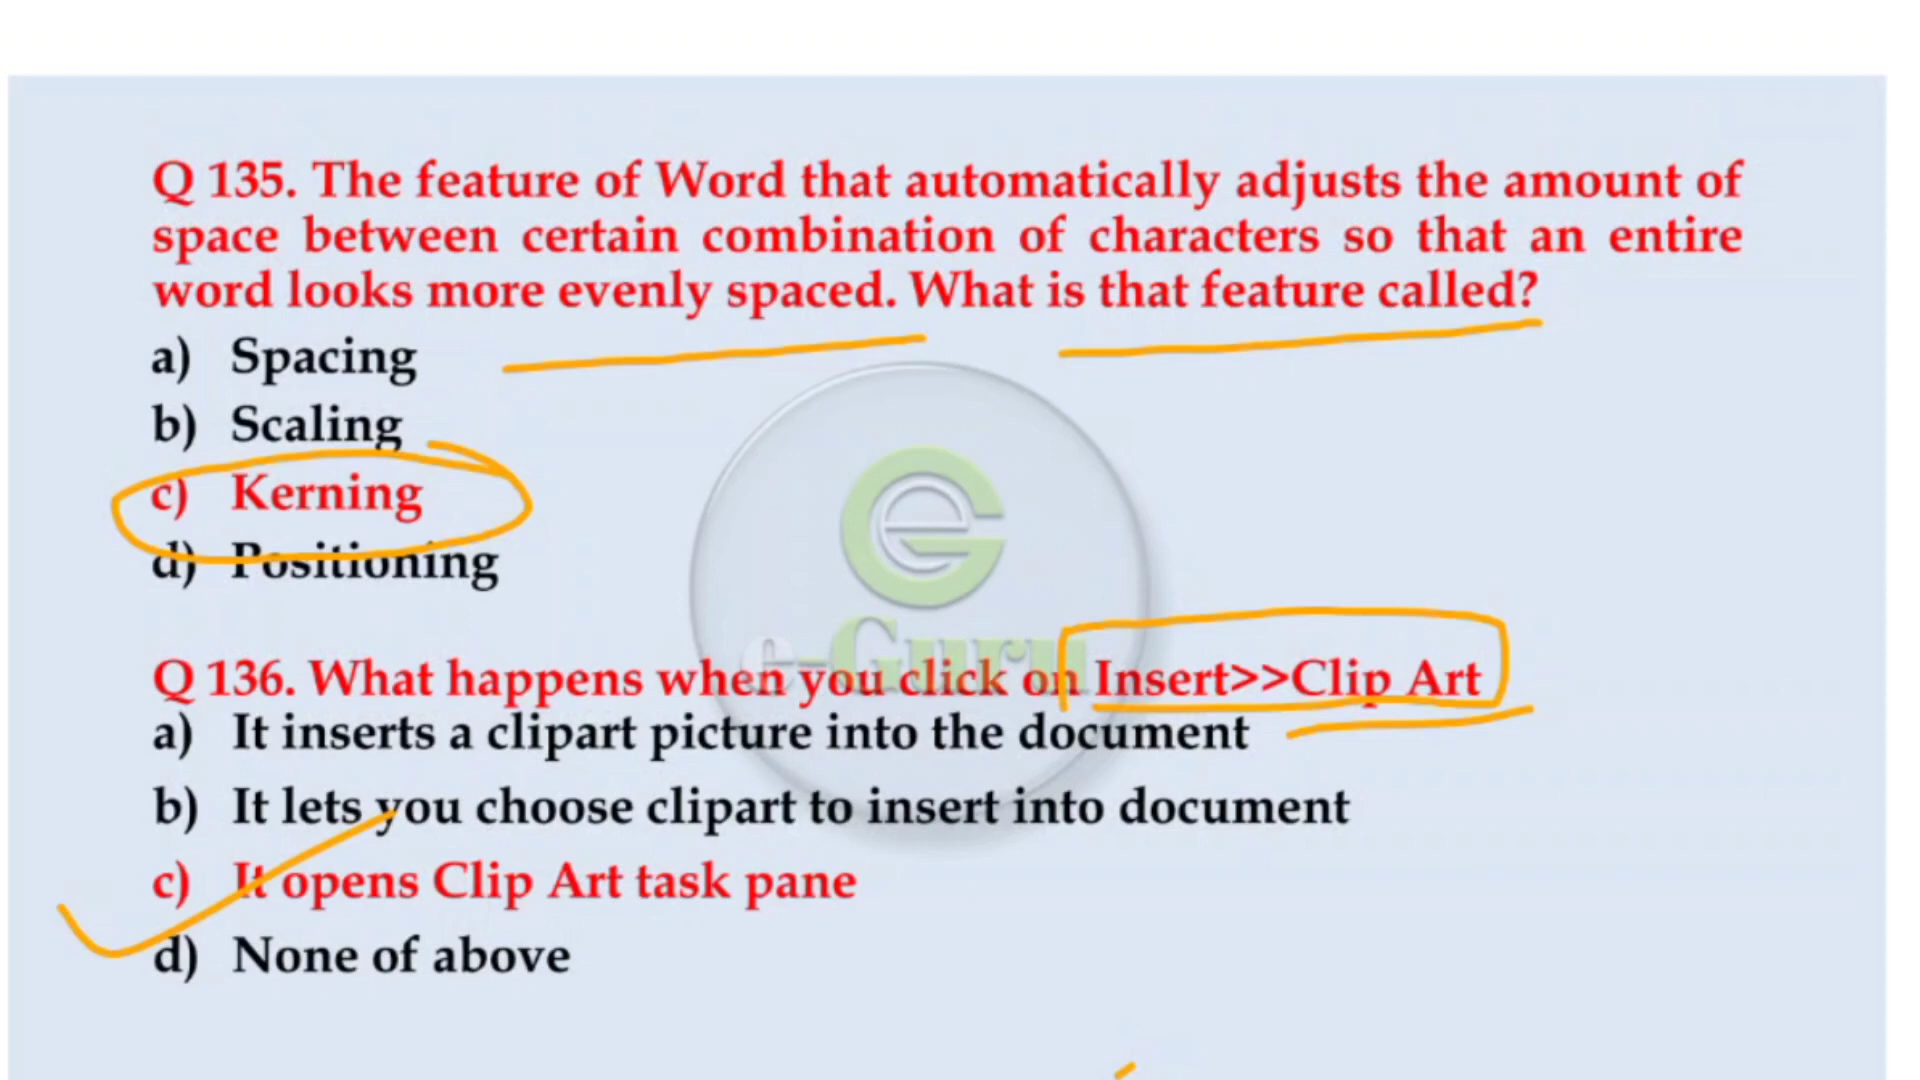 Q 135. The feature of Word that automatically adjusts the amount of
space between certain combination of characters so that an entire
word looks more evenly spaced. What is that feature called?
a) Spacing
b) Scaling
c) Kerning
d) Positioning
e-Guru
Q 136. What happens when you click on Insert>>Clip Art
a) It inserts a clipart picture into the document
b) It lets you choose clipart to insert into document
c) It opens Clip Art task pane
d) None of above